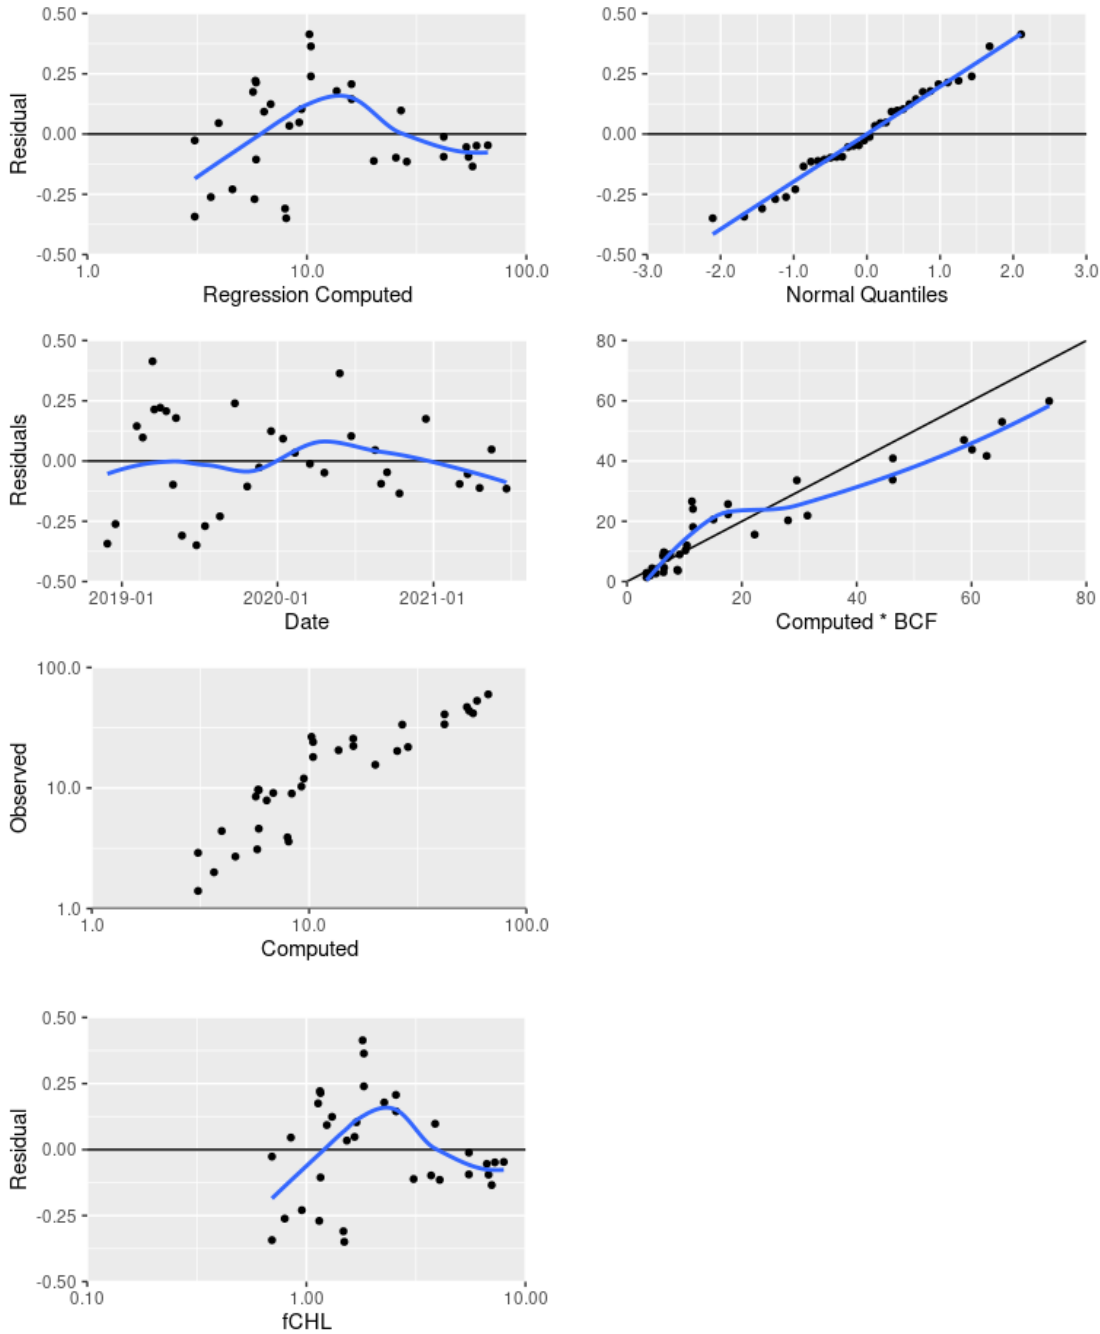 0.50
0.25
0.00
-0.25
-0.50
Residual
1.0 10.0 100.0
Regression Computed
0.50
0.25
0.00
-0.25
-0.50
-3.0 -2.0 -1.0 0.0 1.0 2.0 3.0
Normal Quantiles
0.50
0.25
0.00
-0.25
-0.50
Residuals
2019-01 2020-01 2021-01
Date
80
60
40
20
0
0 20 40 60 80
Computed * BCF
100.0
10.0
1.0
Observed
1.0 10.0 100.0
Computed
0.50
0.25
0.00
-0.25
-0.50
Residual
0.10 1.00 10.00
fCHL